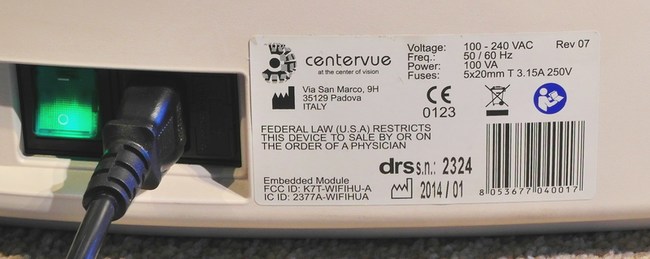 centervue
at the center of vision
Via San Marco, 9H
35129 Padova
ITALY
Voltage: 100 - 240 VAC Rev 07
Freq.: 50 / 60 Hz
Power: 100 VA
Fuses: 5x20mm T 3.15A 250V
CE
0123
FEDERAL LAW (U.S.A) RESTRICTS
THIS DEVICE TO SALE BY OR ON
THE ORDER OF A PHYSICIAN
drs s.n.: 2324
2014 / 01
Embedded Module
FCC ID: K7T-WIFIHU-A
IC ID: 2377A-WIFIHUA
8 053677 040017